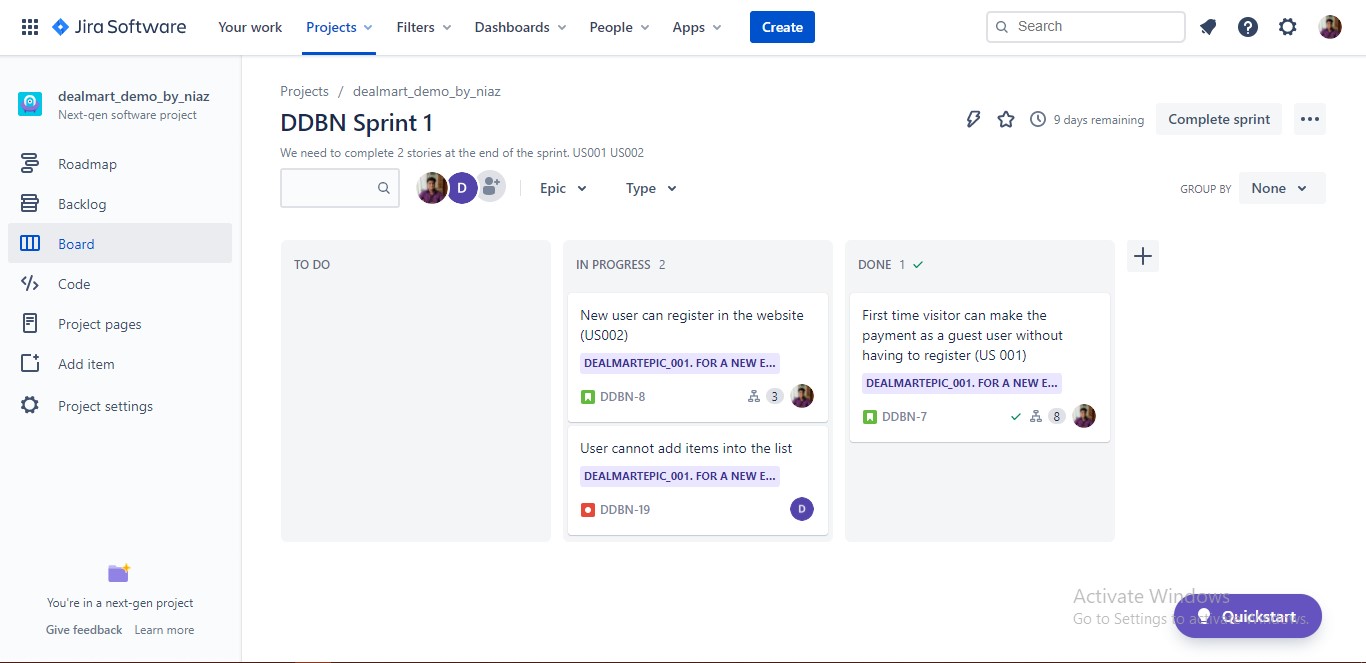 Jira Software
Your work
Projects
Filters
Dashboards
People
Apps
Create
Search
dealmart_demo_by_niaz
Next-gen software project
Roadmap
Backlog
Board
Code
Project pages
Add item
Project settings
You're in a next-gen project
Give feedback Learn more
Projects / dealmart_demo_by_niaz
DDBN Sprint 1
9 days remaining
Complete sprint
We need to complete 2 stories at the end of the sprint. US001 US002
D
Epic
Type
GROUP BY
None
TO DO
IN PROGRESS 2
New user can register in the website
(US002)
DEALMARTEPIC_001. FOR A NEW E...
DDBN-8
3
User cannot add items into the list
DEALMARTEPIC_001. FOR A NEW E...
DDBN-19
D
DONE 1
First time visitor can make the
payment as a guest user without
having to register (US 001)
DEALMARTEPIC_001. FOR A NEW E...
DDBN-7
8
Activate Windows
Go to Settings to activate Windows.
Quickstart